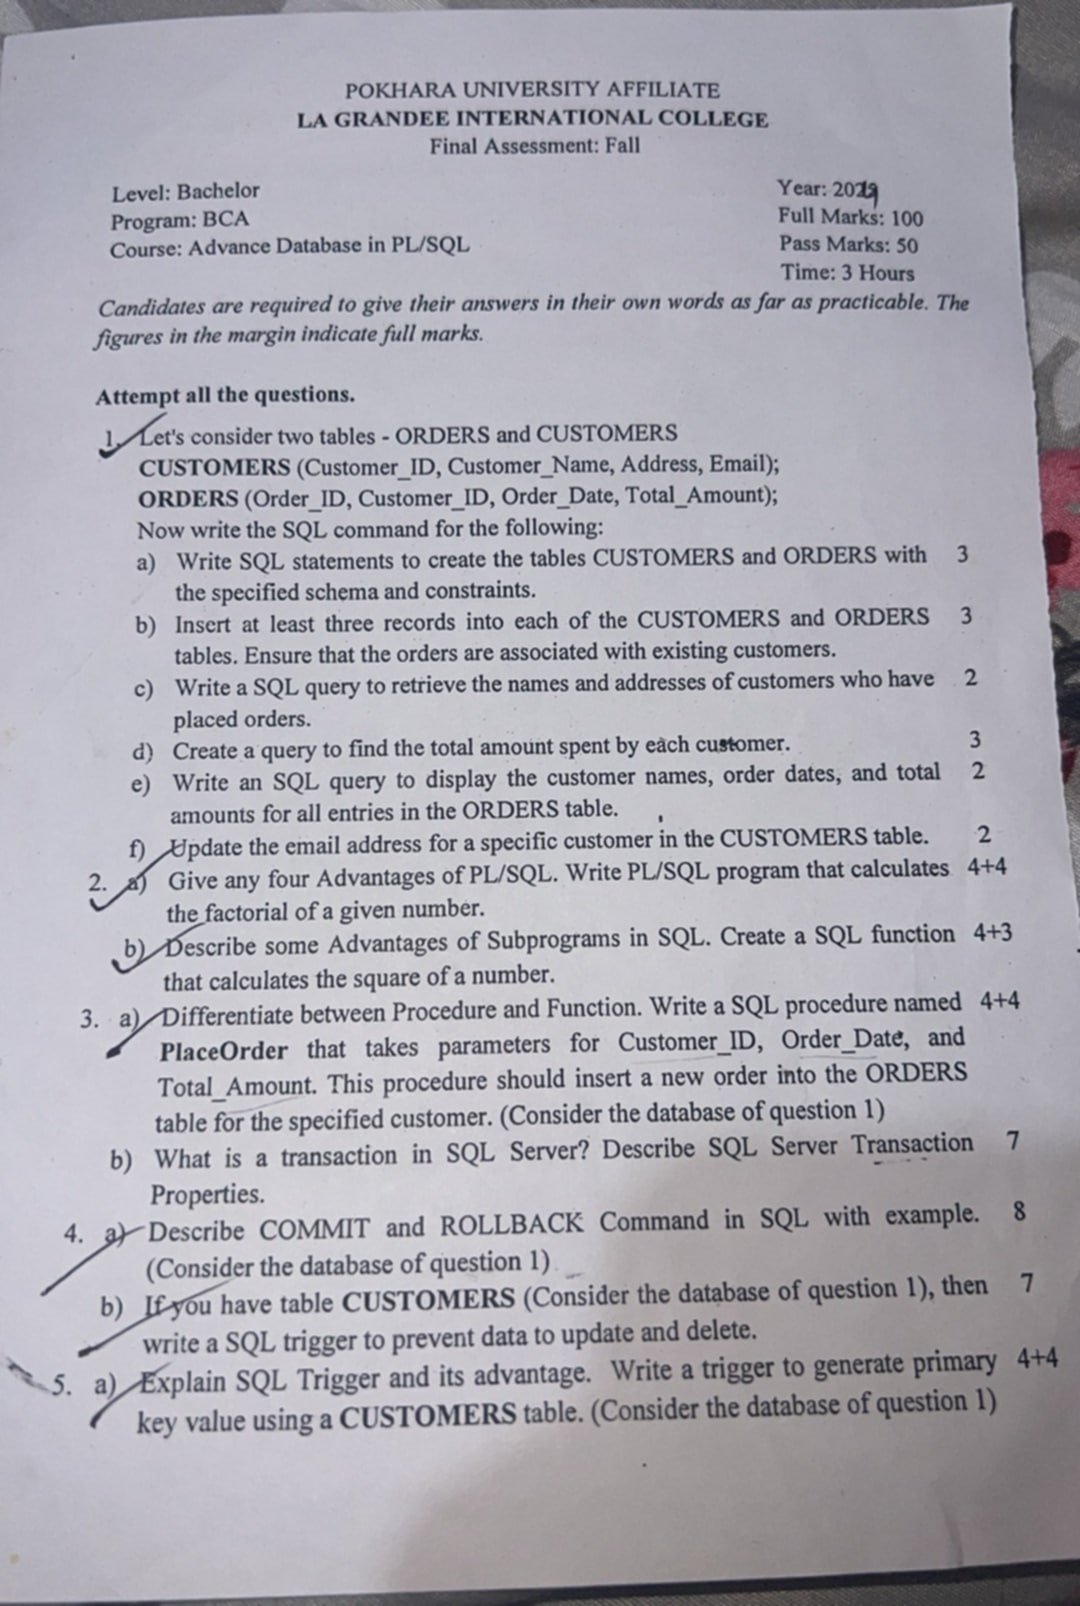 POKHARA UNIVERSITY AFFILIATE
LA GRANDEE INTERNATIONAL COLLEGE
Final Assessment: Fall
Level: Bachelor
Year:
Program: BCA
Full Marks: 100
Course: Advance Database in PL/SQL
Pass Marks: 50
Time: 3 Hours
Candidates are required to give their answers in their own words as far as practicable. The
figures in the margin indicate full marks.
Attempt all the questions.
1. Let's consider two tables - ORDERS and CUSTOMERS
CUSTOMERS (Customer_ID, Customer_Name, Address, Email);
ORDERS (Order_ID, Customer_ID, Order_Date, Total_Amount);
Now write the SQL command for the following:
a) Write SQL statements to create the tables CUSTOMERS and ORDERS with 3
the specified schema and constraints.
b) Insert at least three records into each of the CUSTOMERS and ORDERS 3
tables. Ensure that the orders are associated with existing customers.
c) Write a SQL query to retrieve the names and addresses of customers who have 2
placed orders.
d) Create a query to find the total amount spent by each customer. 3
e) Write an SQL query to display the customer names, order dates, and total 2
amounts for all entries in the ORDERS table.
f) Update the email address for a specific customer in the CUSTOMERS table. 2
2. a) Give any four Advantages of PL/SQL. Write PL/SQL program that calculates 4+4
the factorial of a given number.
b) Describe some Advantages of Subprograms in SQL. Create a SQL function 4+3
that calculates the square of a number.
3. a) Differentiate between Procedure and Function. Write a SQL procedure named 4+4
PlaceOrder that takes parameters for Customer_ID, Order_Date, and
Total_Amount. This procedure should insert a new order into the ORDERS
table for the specified customer. (Consider the database of question 1)
b) What is a transaction in SQL Server? Describe SQL Server Transaction 7
Properties.
4. a) Describe COMMIT and ROLLBACK Command in SQL with example. 8
(Consider the database of question 1)
b) If you have table CUSTOMERS (Consider the database of question 1), then 7
write a SQL trigger to prevent data to update and delete.
5. a) Explain SQL Trigger and its advantage. Write a trigger to generate primary 4+4
key value using a CUSTOMERS table. (Consider the database of question 1)